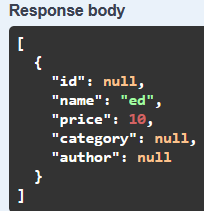 Response body
[
  {
    "id": null,
    "name": "ed",
    "price": 10,
    "category": null,
    "author": null
  }
]